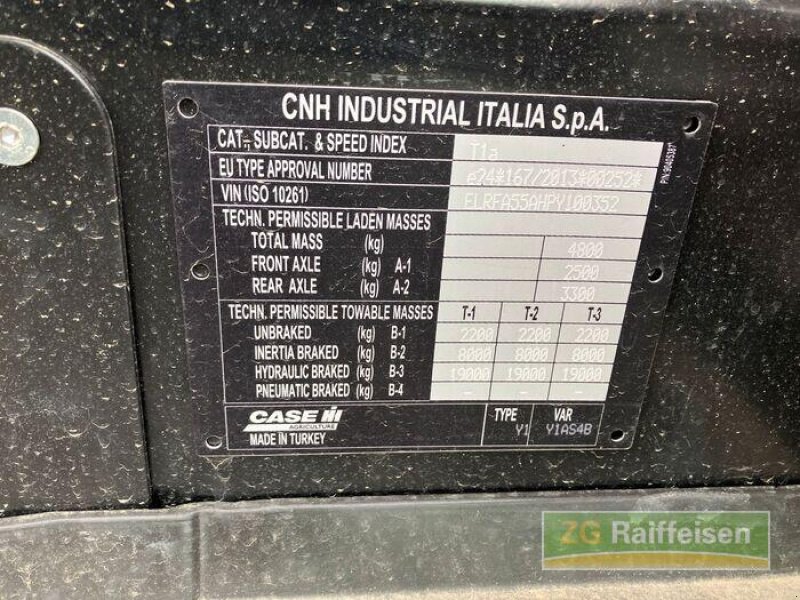 CNH INDUSTRIAL ITALIA S.p.A.
CAT.- SUBCAT. & SPEED INDEX T1a
EU TYPE APPROVAL NUMBER e24*167/2013*00252*
VIN (ISO 10261) ELRFA55AHPY100352
TECHN. PERMISSIBLE LADEN MASSES
TOTAL MASS (kg) 4800
FRONT AXLE (kg) A-1 2500
REAR AXLE (kg) A-2 3300
TECHN. PERMISSIBLE TOWABLE MASSES T-1 T-2 T-3
UNBRAKED (kg) B-1 2200 2200 2200
INERTIA BRAKED (kg) B-2 8000 8000 8000
HYDRAULIC BRAKED (kg) B-3 19000 19000 19000
PNEUMATIC BRAKED (kg) B-4 - - -
CASE IH
AGRICULTURE
MADE IN TURKEY
TYPE VAR
Y1 Y1AS4B
P/N:90405387
ZG Raiffeisen